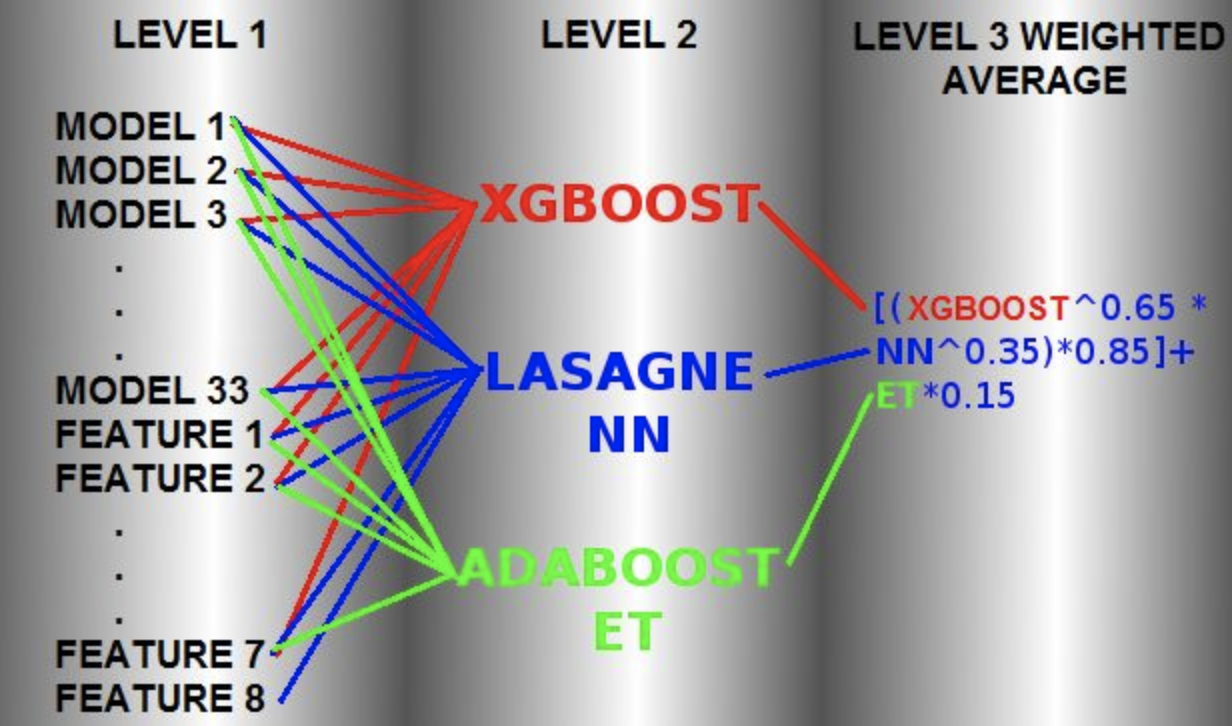 LEVEL 1
LEVEL 2
LEVEL 3 WEIGHTED
AVERAGE
MODEL 1
MODEL 2
MODEL 3
.
.
.
MODEL 33
FEATURE 1
FEATURE 2
.
.
.
FEATURE 7
FEATURE 8
XGBOOST
LASAGNE
NN
ADABOOST
ET
[(XGBOOST^0.65 *
NN^0.35)*0.85]+
ET*0.15